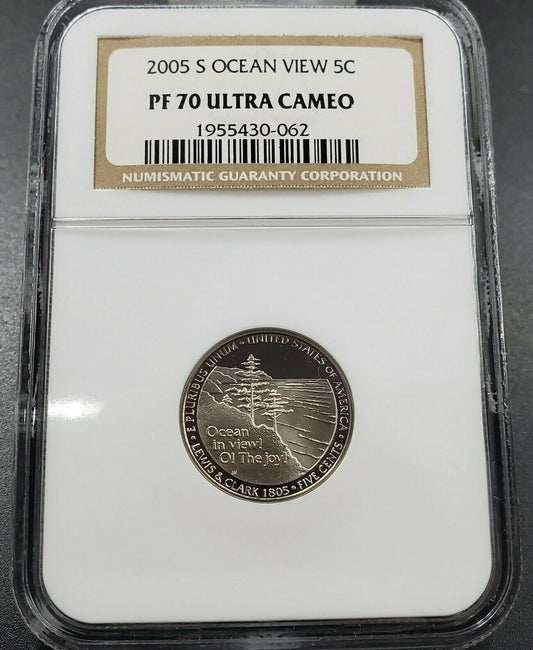 2005 S OCEAN VIEW 5C
PF 70 ULTRA CAMEO
1955430-062
NUMISMATIC GUARANTY CORPORATION
E PLURIBUS UNUM • UNITED STATES OF AMERICA •
Ocean
in view!
O! The joy!
LEWIS & CLARK 1805 • FIVE CENTS •